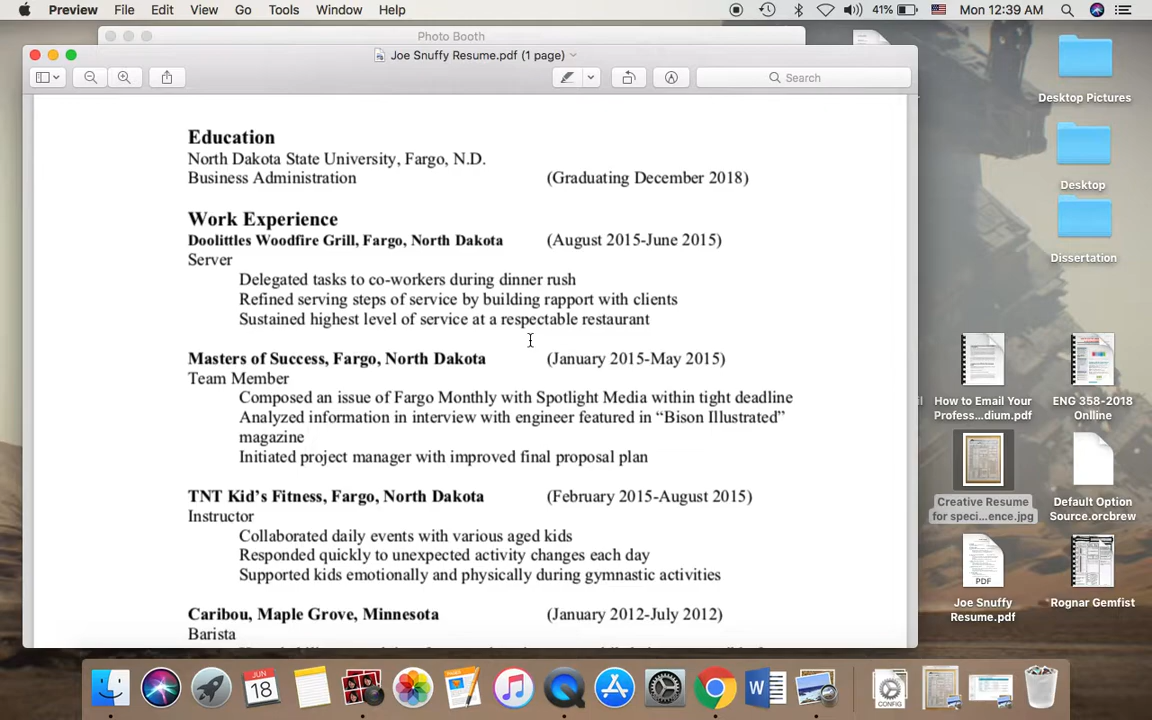 Preview File Edit View Go Tools Window Help 41% Mon 12:39 AM
Photo Booth
Joe Snuffy Resume.pdf (1 page)
Search
Education
North Dakota State University, Fargo, N.D.
Business Administration (Graduating December 2018)
Work Experience
Doolittles Woodfire Grill, Fargo, North Dakota (August 2015-June 2015)
Server
Delegated tasks to co-workers during dinner rush
Refined serving steps of service by building rapport with clients
Sustained highest level of service at a respectable restaurant
Masters of Success, Fargo, North Dakota (January 2015-May 2015)
Team Member
Composed an issue of Fargo Monthly with Spotlight Media within tight deadline
Analyzed information in interview with engineer featured in “Bison Illustrated”
magazine
Initiated project manager with improved final proposal plan
TNT Kid’s Fitness, Fargo, North Dakota (February 2015-August 2015)
Instructor
Collaborated daily events with various aged kids
Responded quickly to unexpected activity changes each day
Supported kids emotionally and physically during gymnastic activities
Caribou, Maple Grove, Minnesota (January 2012-July 2012)
Barista
Desktop Pictures
Desktop
Dissertation
How to Email Your
Profess...dium.pdf
ENG 358-2018
Onlline
Creative Resume
for speci...ence.jpg
Default Option
Source.orcbrew
PDF
Joe Snuffy
Resume.pdf
Rognar Gemfist
JUN
18
CONFIG